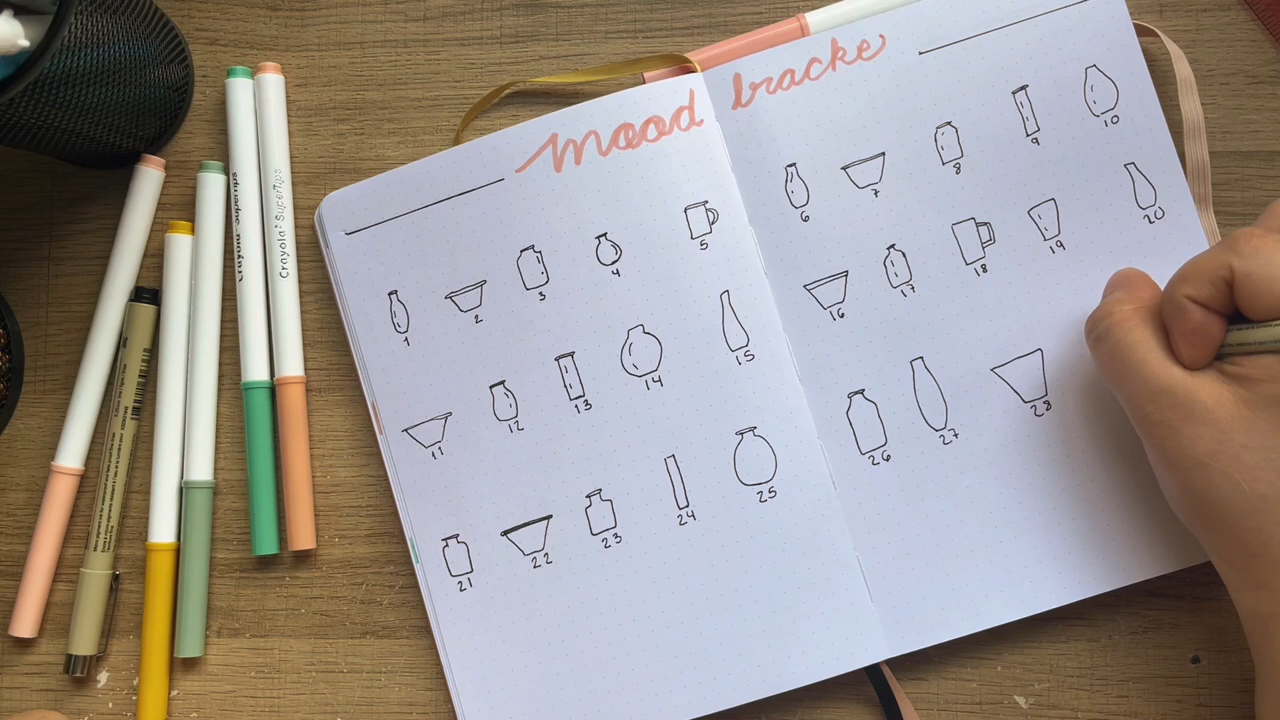 mood bracke
1 2 3 4 5 6 7 8 9 10
11 12 13 14 15 16 17 18 19 20
21 22 23 24 25 26 27 28
Crayola SuperTips
Crayola SuperTips